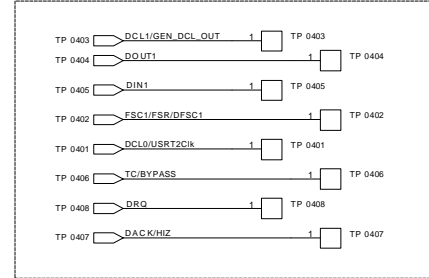 TP 0403 DCL1/GEN_DCL_OUT 1 TP 0403
TP 0404 DOUT1 1 TP 0404
TP 0405 DIN1 1 TP 0405
TP 0402 FSC1/FSR/DFSC1 1 TP 0402
TP 0401 DCL0/USRT2Clk 1 TP 0401
TP 0406 TC/BYPASS 1 TP 0406
TP 0408 DRQ 1 TP 0408
TP 0407 DACK/HIZ 1 TP 0407